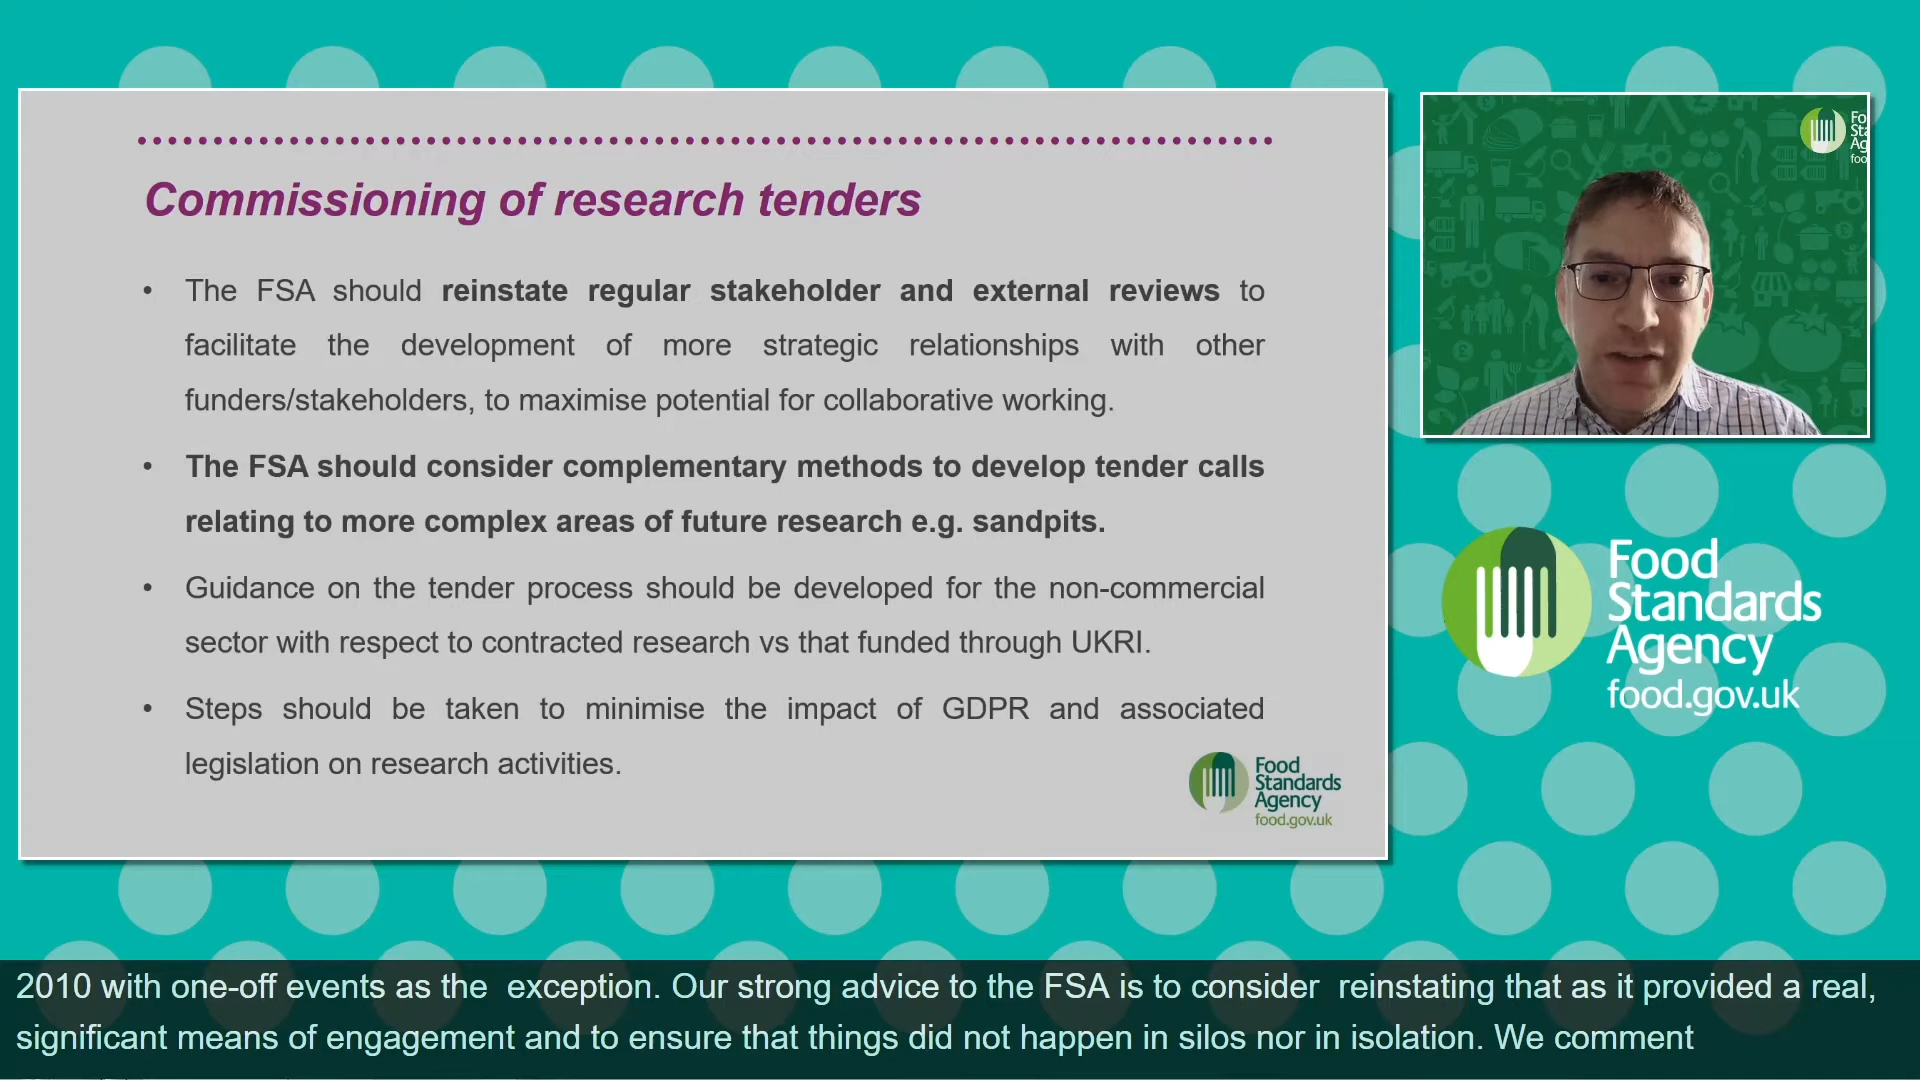 Commissioning of research tenders
• The FSA should reinstate regular stakeholder and external reviews to
facilitate the development of more strategic relationships with other
funders/stakeholders, to maximise potential for collaborative working.
• The FSA should consider complementary methods to develop tender calls
relating to more complex areas of future research e.g. sandpits.
• Guidance on the tender process should be developed for the non-commercial
sector with respect to contracted research vs that funded through UKRI.
• Steps should be taken to minimise the impact of GDPR and associated
legislation on research activities.
Food
Standards
Agency
food.gov.uk
Fo
Sta
Ag
foo
Food
Standards
Agency
food.gov.uk
2010 with one-off events as the exception. Our strong advice to the FSA is to consider reinstating that as it provided a real,
significant means of engagement and to ensure that things did not happen in silos nor in isolation. We comment